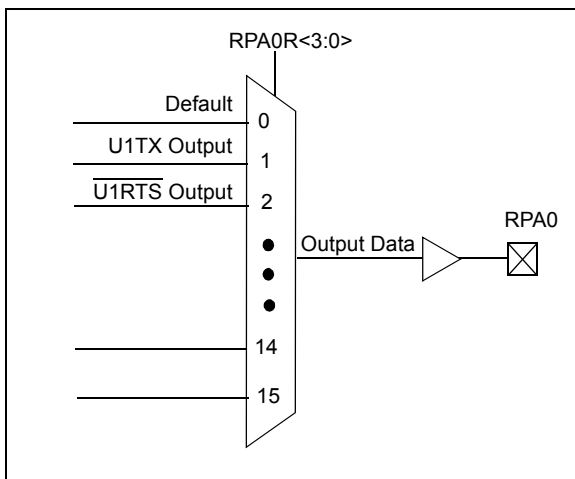 RPA0R<3:0>
Default
0
U1TX Output
1
U1RTS Output
2
RPA0
Output Data
14
15